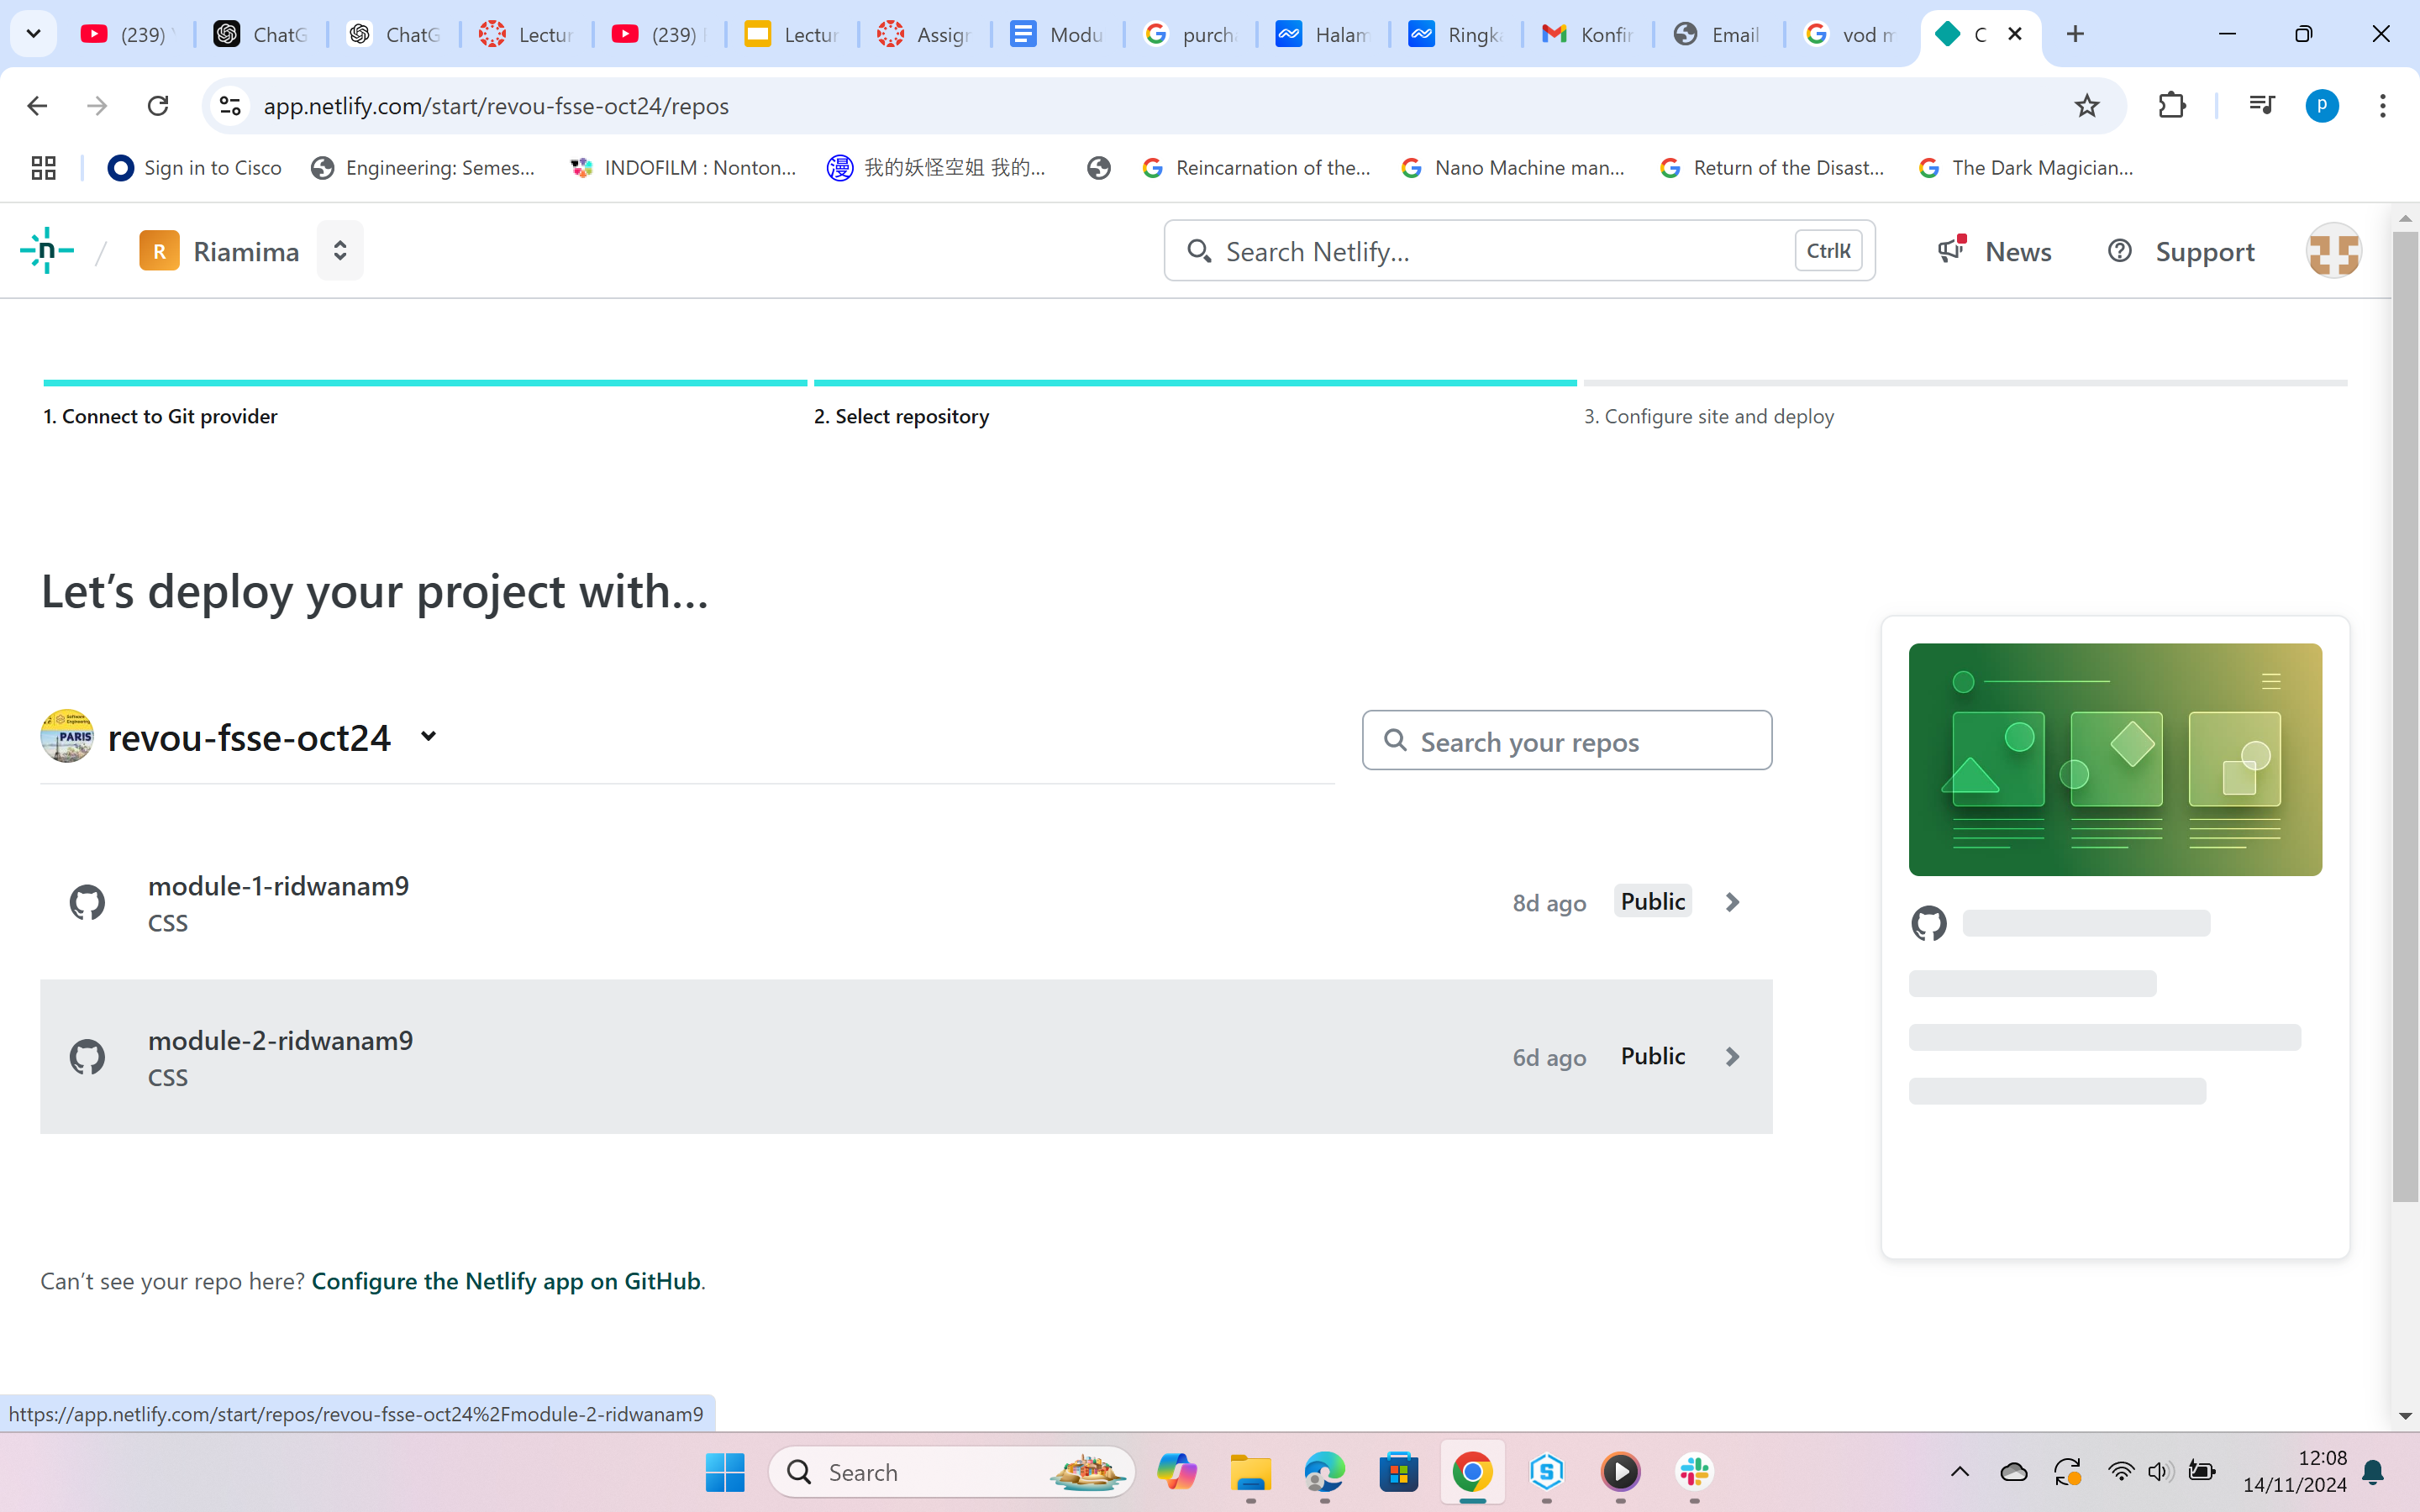 (239)
ChatG
ChatG
Lectur
(239)
Lectur
Assign
Modu
purch
Halam
Ringka
Konfir
Email
vod m
C
app.netlify.com/start/revou-fsse-oct24/repos
P
Sign in to Cisco
Engineering: Semes...
INDOFILM : Nonton...
漫 我的妖怪空姐 我的...
Reincarnation of the...
Nano Machine man...
Return of the Disast...
The Dark Magician...
n / R Riamima
Search Netlify...
CtrlK
News
Support
1. Connect to Git provider
2. Select repository
3. Configure site and deploy
Let's deploy your project with...
PARIS
revou-fsse-oct24
Search your repos
module-1-ridwanam9
CSS
8d ago
Public
module-2-ridwanam9
CSS
6d ago
Public
Can't see your repo here? Configure the Netlify app on GitHub.
https://app.netlify.com/start/repos/revou-fsse-oct24%2Fmodule-2-ridwanam9
Search
12:08
14/11/2024